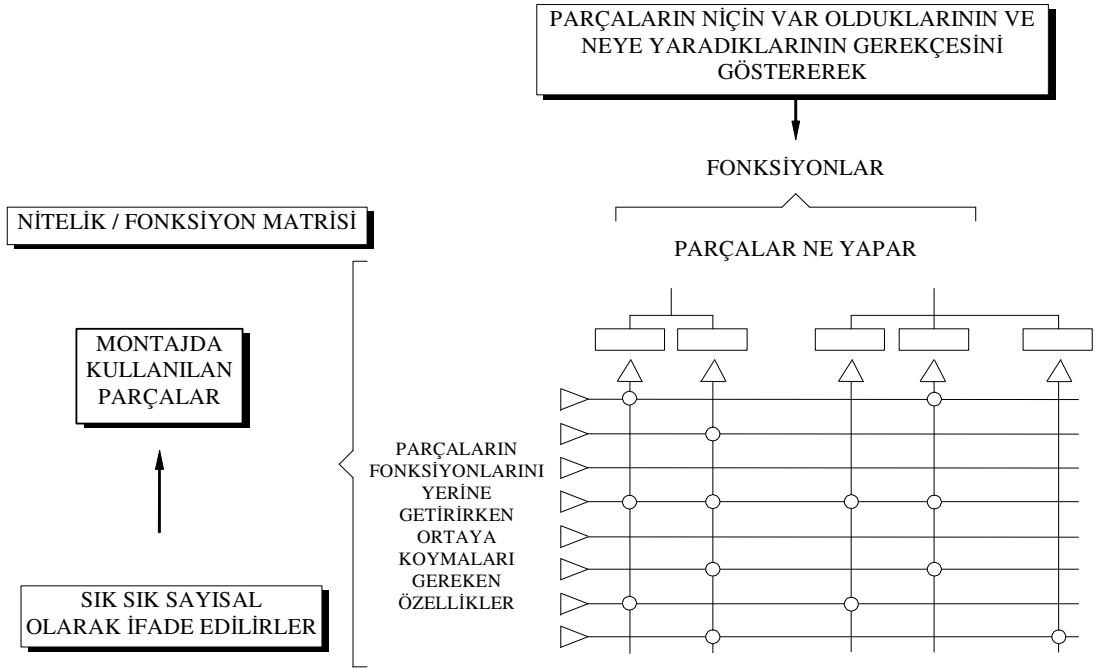 PARÇALARIN NİÇİN VAR OLDUKLARININ VE
NEYE YARADIKLARININ GEREKÇESİNİ
GÖSTEREREK
FONKSİYONLAR
NİTELİK / FONKSİYON MATRİSİ
PARÇALAR NE YAPAR
MONTAJDA
KULLANILAN
PARÇALAR
PARÇALARIN
FONKSİYONLARINI
YERİNE
GETİRİRKEN
ORTAYA
KOYMALARI
GEREKEN
ÖZELLİKLER
SIK SIK SAYISAL
OLARAK İFADE EDİLİRLER